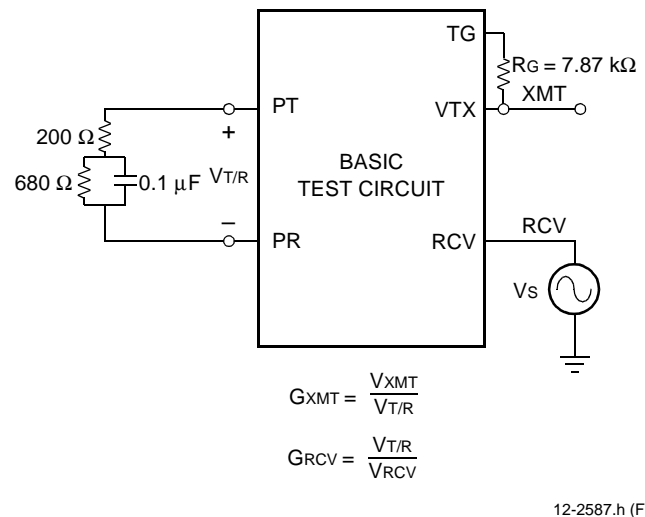 TG
RG = 7.87 kΩ
XMT
PT
VTX
+
200 Ω
BASIC
TEST CIRCUIT
680 Ω
0.1 μF
VT/R
–
PR
RCV
RCV
VS
GXMT = VXMT
VT/R
GRCV = VT/R
VRCV
12-2587.h (F